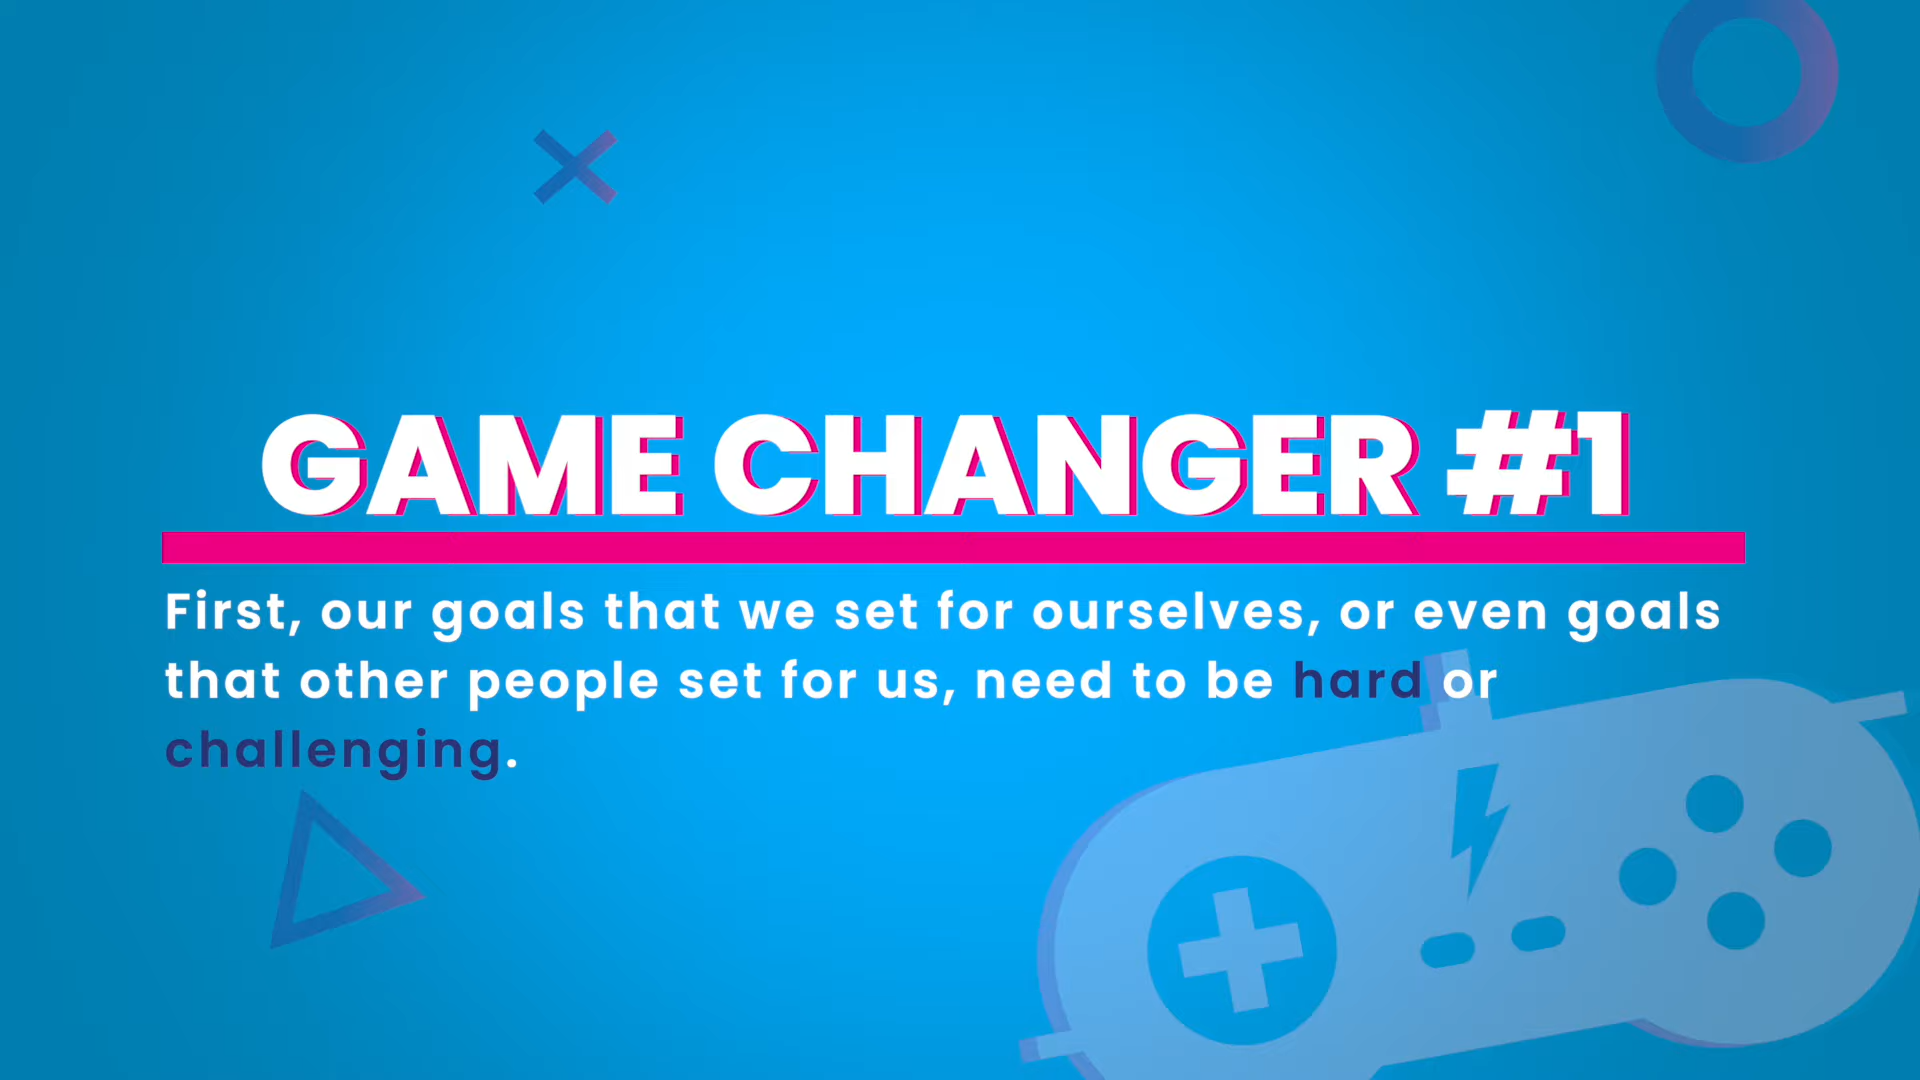 GAME CHANGER #1
First, our goals that we set for ourselves, or even goals
that other people set for us, need to be hard or
challenging.